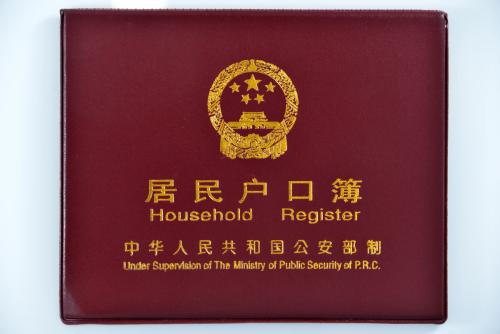 居民户口簿
Household Register
中华人民共和国公安部制
Under Supervision of The Ministry of Public Security of P.R.C.